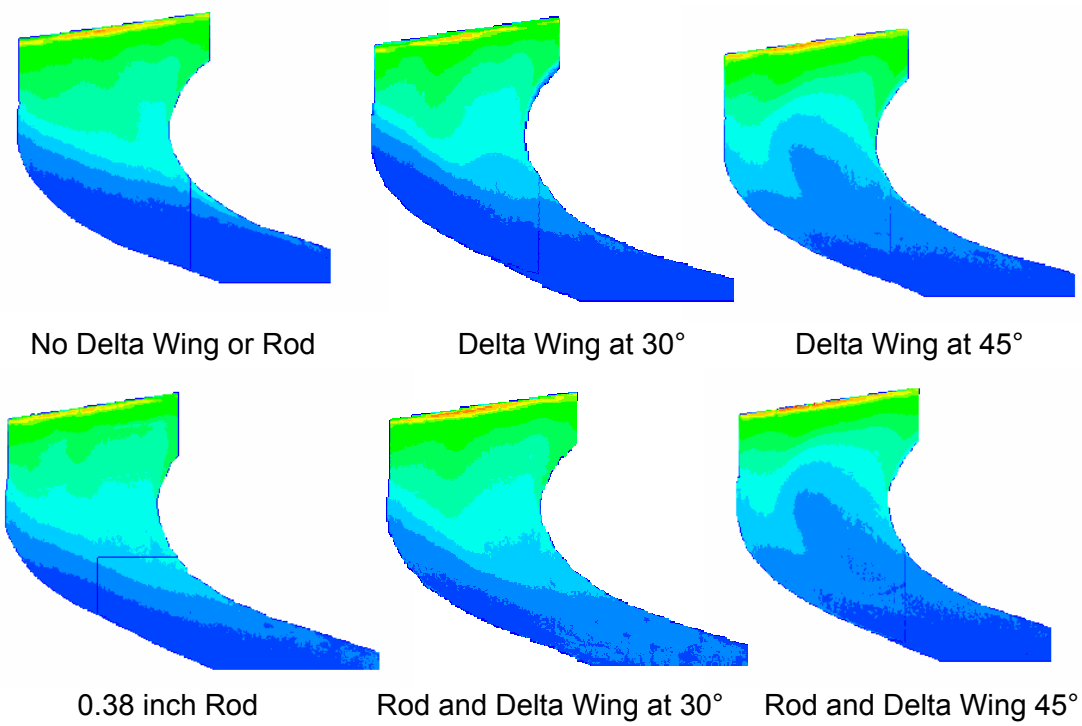 No Delta Wing or Rod
Delta Wing at 30°
Delta Wing at 45°
0.38 inch Rod
Rod and Delta Wing at 30°
Rod and Delta Wing 45°